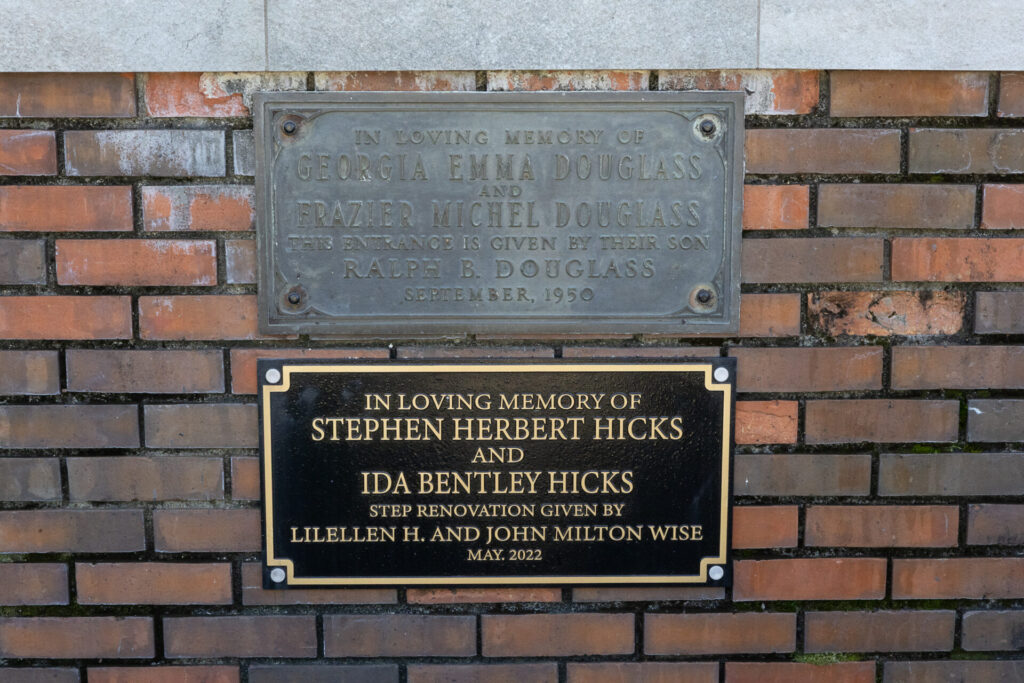 IN LOVING MEMORY OF
GEORGIA EMMA DOUGLASS
AND
FRAZIER MICHEL DOUGLASS
THIS ENTRANCE IS GIVEN BY THEIR SON
RALPH B. DOUGLASS
SEPTEMBER, 1950
IN LOVING MEMORY OF
STEPHEN HERBERT HICKS
AND
IDA BENTLEY HICKS
STEP RENOVATION GIVEN BY
LILELLEN H. AND JOHN MILTON WISE
MAY. 2022